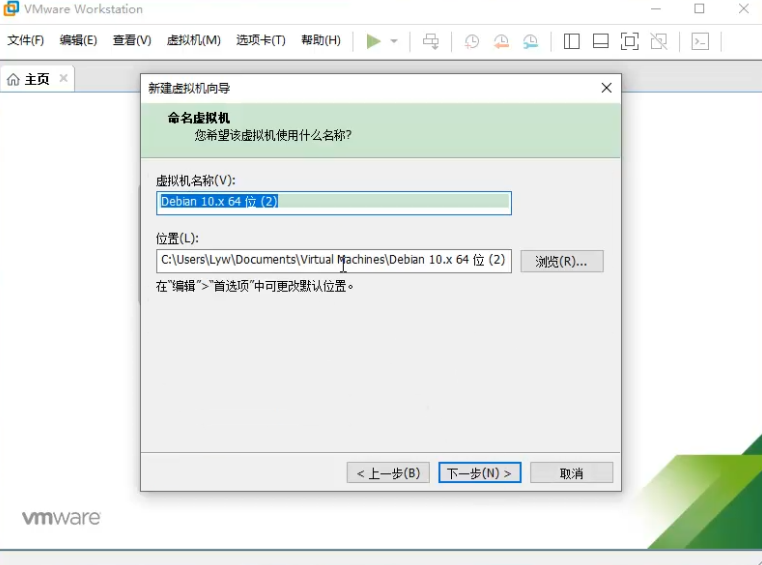 VMware Workstation
文件(F) 编辑(E) 查看(V) 虚拟机(M) 选项卡(T) 帮助(H)
主页
新建虚拟机向导
命名虚拟机
您希望该虚拟机使用什么名称?
虚拟机名称(V):
Debian 10.x 64 位 (2)
位置(L):
C:\Users\Lyw\Documents\Virtual Machines\Debian 10.x 64 位 (2)
浏览(R)...
在"编辑">"首选项"中可更改默认位置。
< 上一步(B) 下一步(N) > 取消
vmware